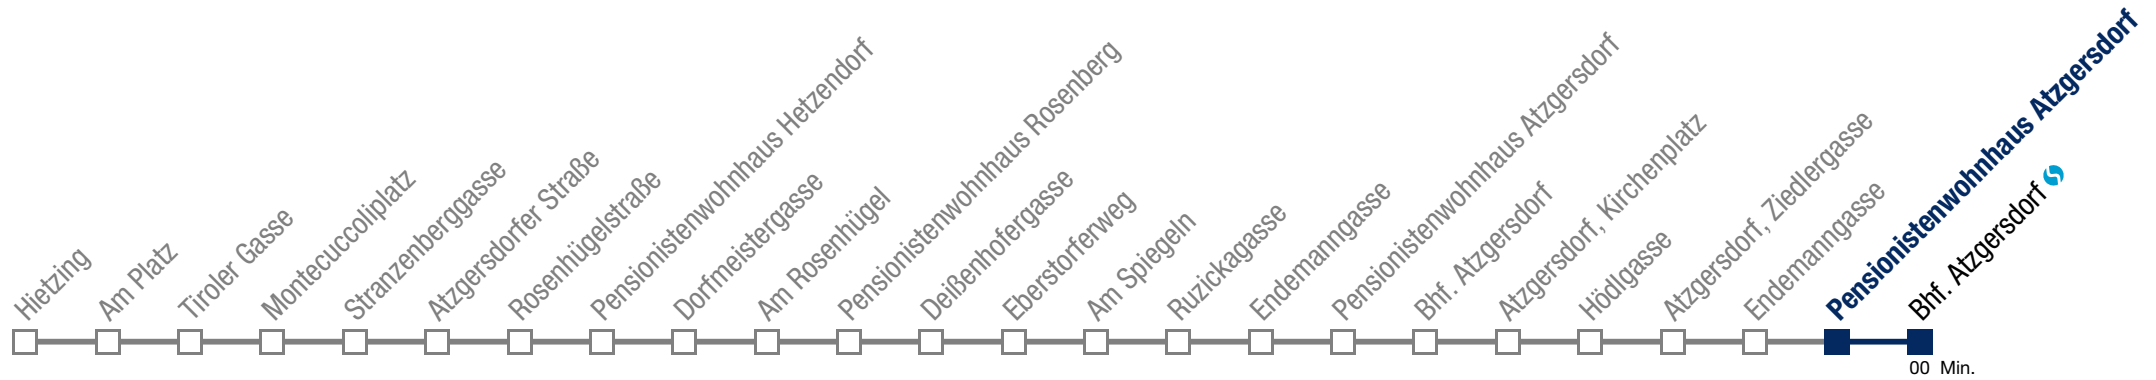 Hietzing
Am Platz
Tiroler Gasse
Montecuccoliplatz
Stranzenberggasse
Atzgersdorfer Straße
Rosenhügelstraße
Pensionistenwohnhaus Hetzendorf
Dorfmeistergasse
Am Rosenhügel
Pensionistenwohnhaus Rosenberg
Deißenhofergasse
Eberstorferweg
Am Spiegeln
Ruzickagasse
Endemanngasse
Pensionistenwohnhaus Atzgersdorf
Bhf. Atzgersdorf
Atzgersdorf, Kirchenplatz
Hödlgasse
Atzgersdorf, Ziedlergasse
Endemanngasse
Pensionistenwohnhaus Atzgersdorf
Bhf. Atzgersdorf
00 Min.